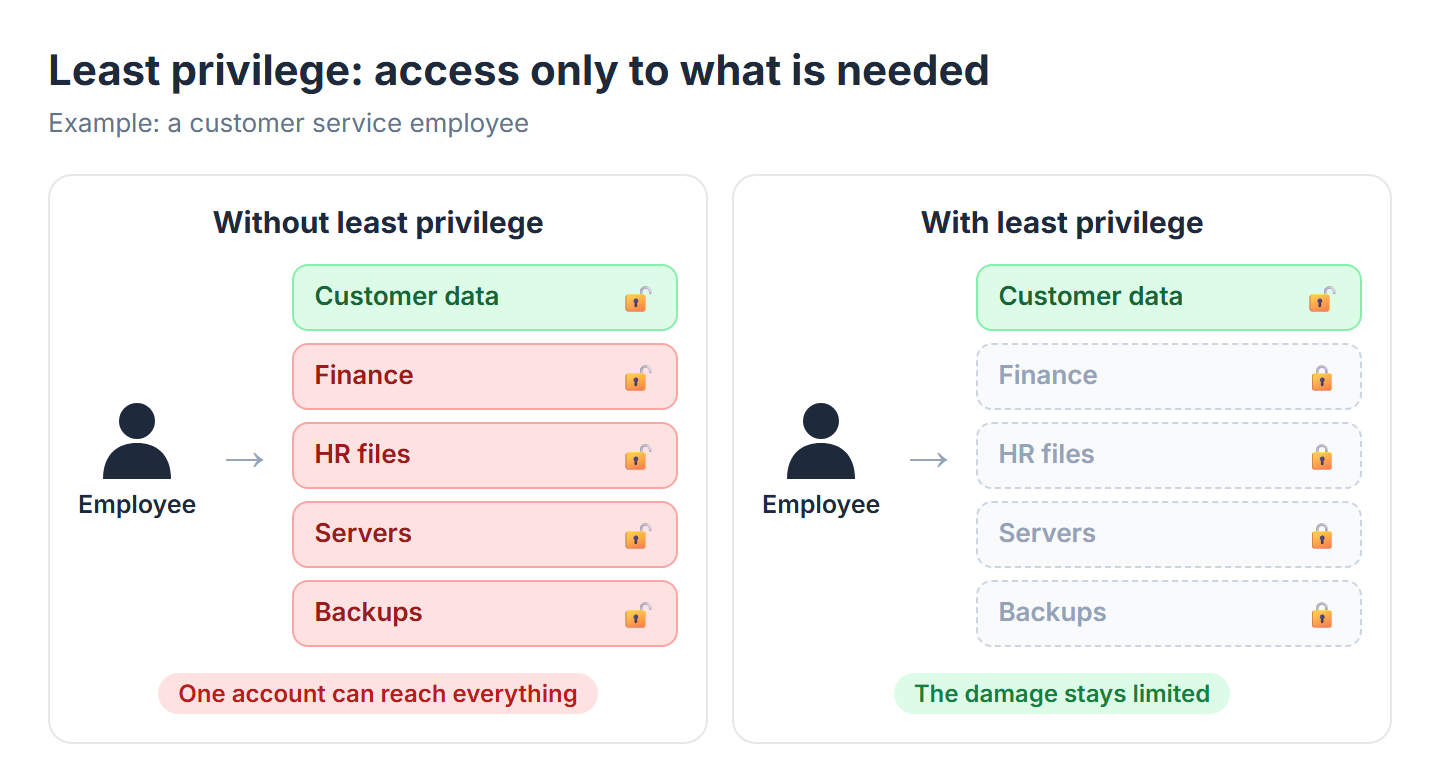 Least privilege: access only to what is needed
Example: a customer service employee
Without least privilege
Customer data
Finance
HR files
Servers
Backups
Employee
One account can reach everything
With least privilege
Customer data
Finance
HR files
Servers
Backups
Employee
The damage stays limited